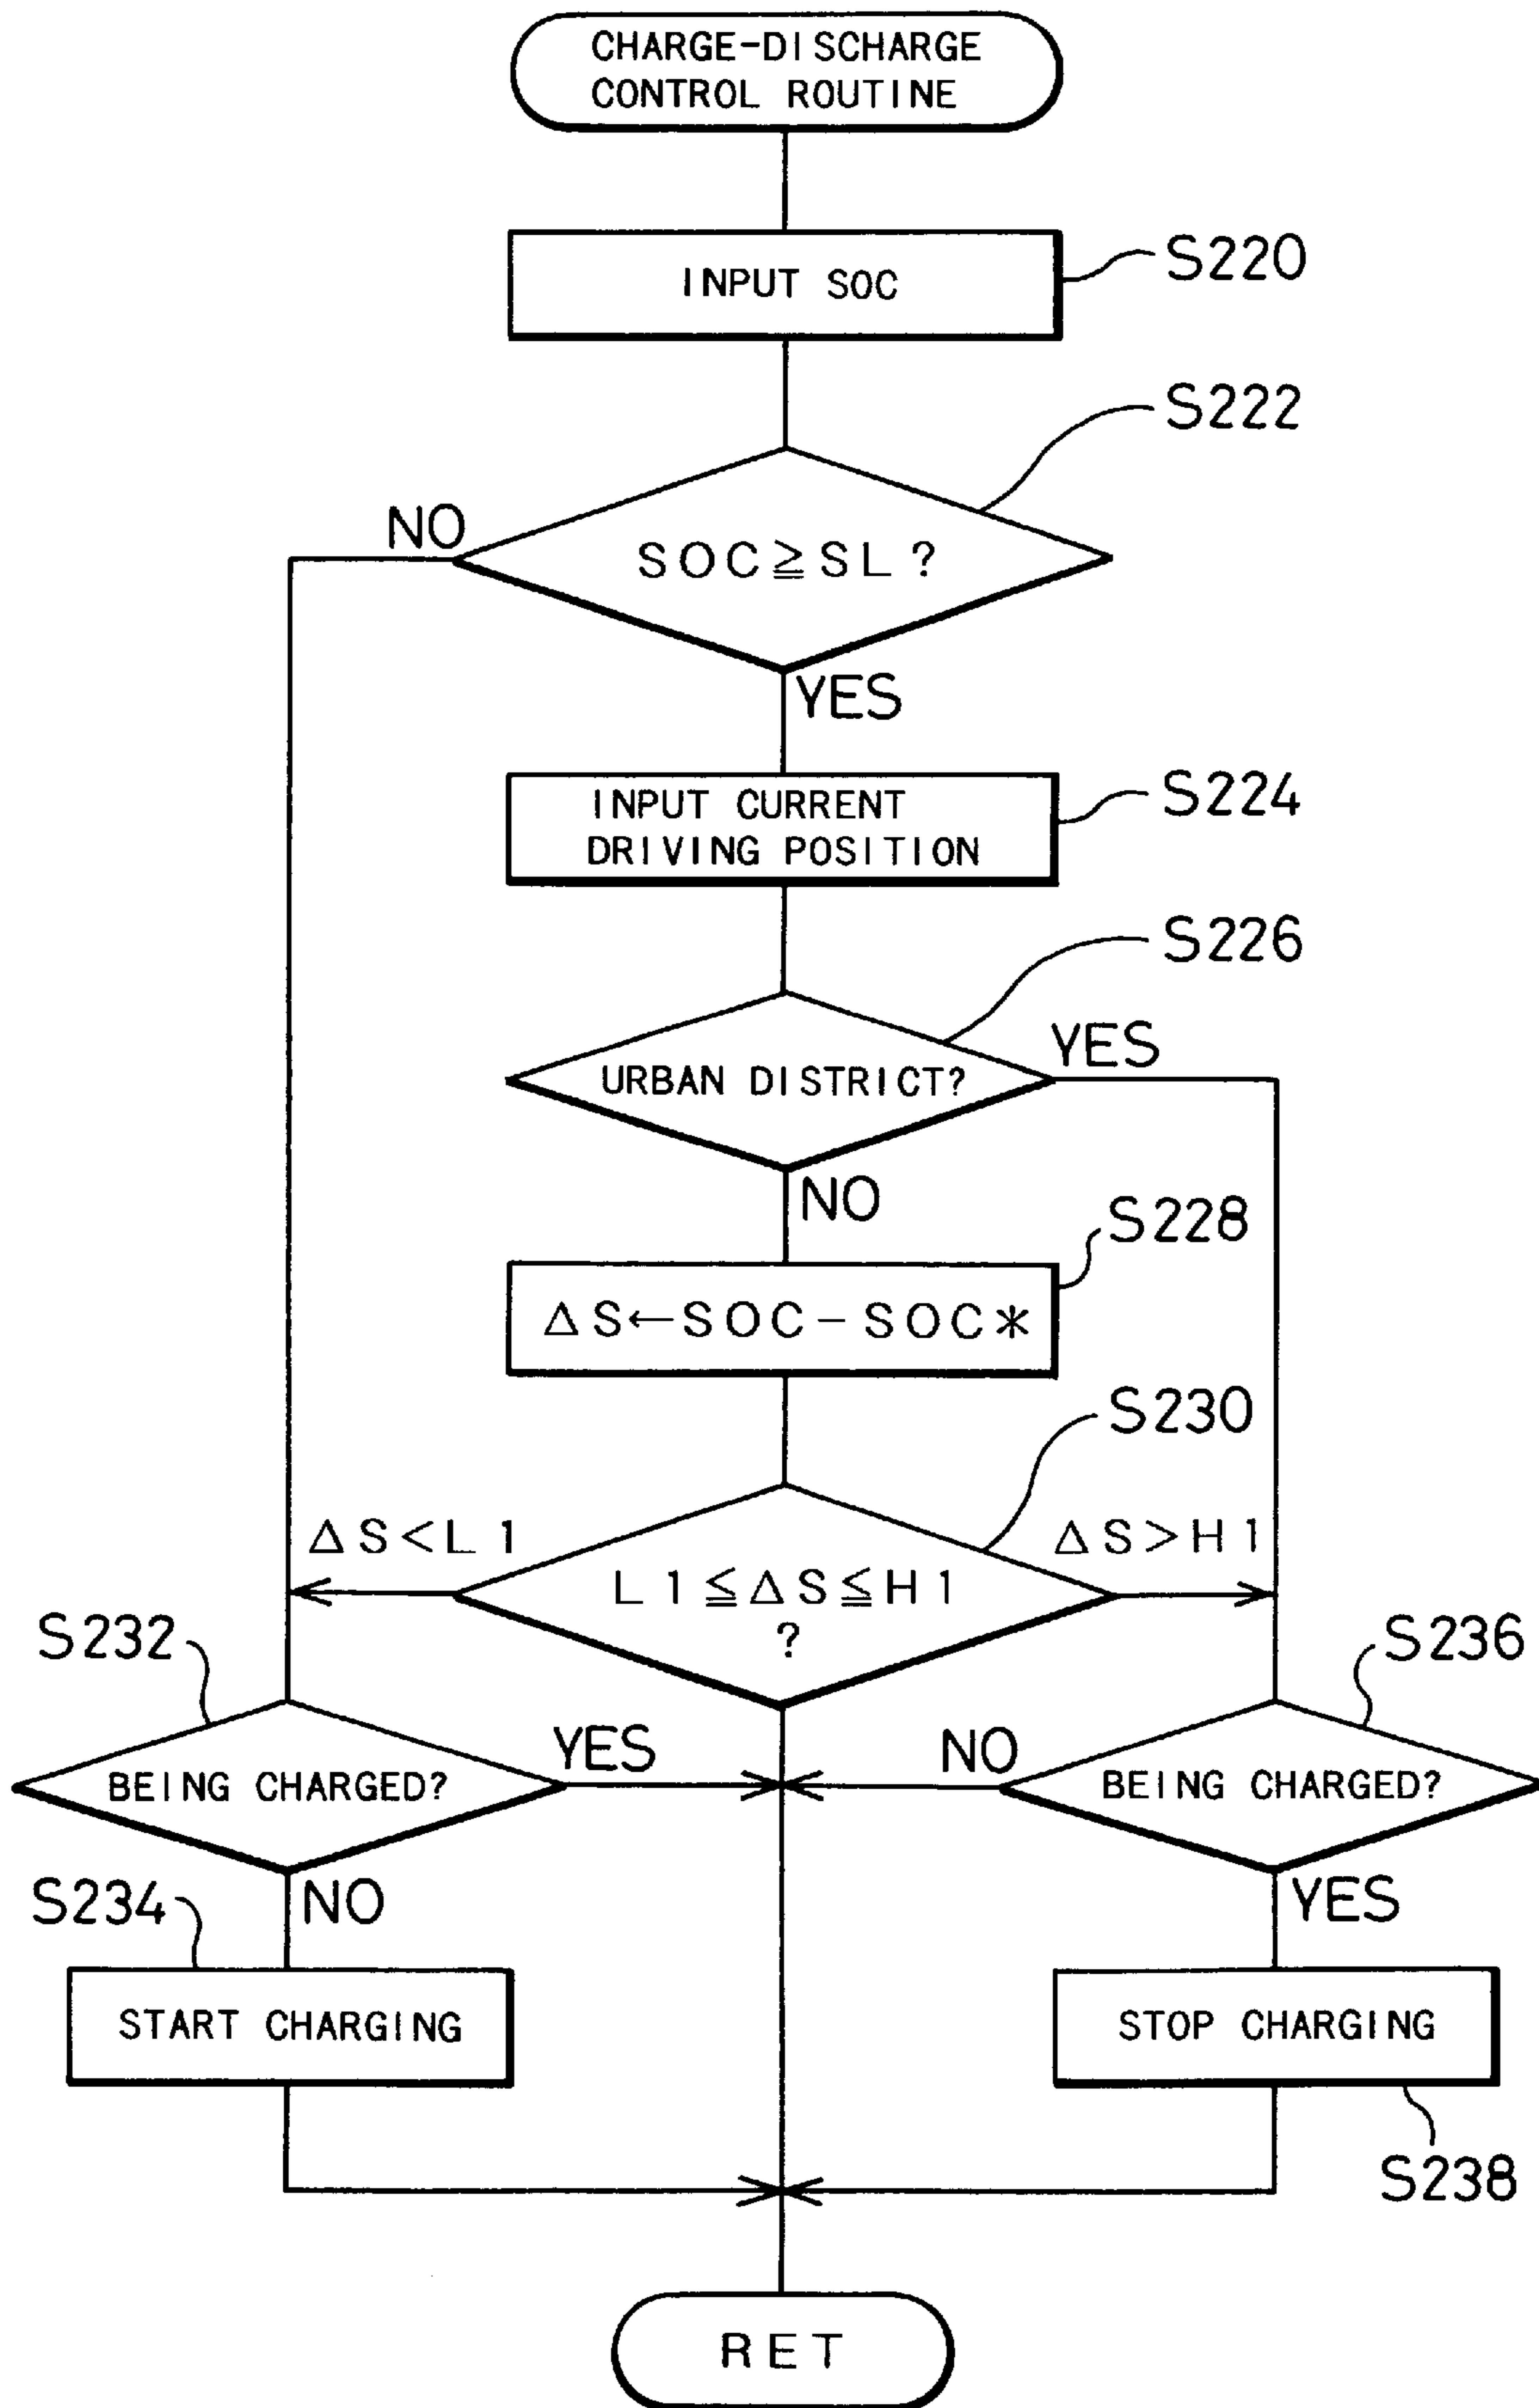 CHARGE-DISCHARGE
CONTROL ROUTINE
INPUT SOC
S220
S222
NO
SOC≧SL?
YES
INPUT CURRENT
DRIVING POSITION
S224
S226
YES
URBAN DISTRICT?
NO
S228
ΔS←SOC-SOC*
S230
ΔS<L1
ΔS>H1
L1≦ΔS≦H1
?
S232
S236
YES
NO
BEING CHARGED?
BEING CHARGED?
S234
NO
YES
START CHARGING
STOP CHARGING
S238
RET